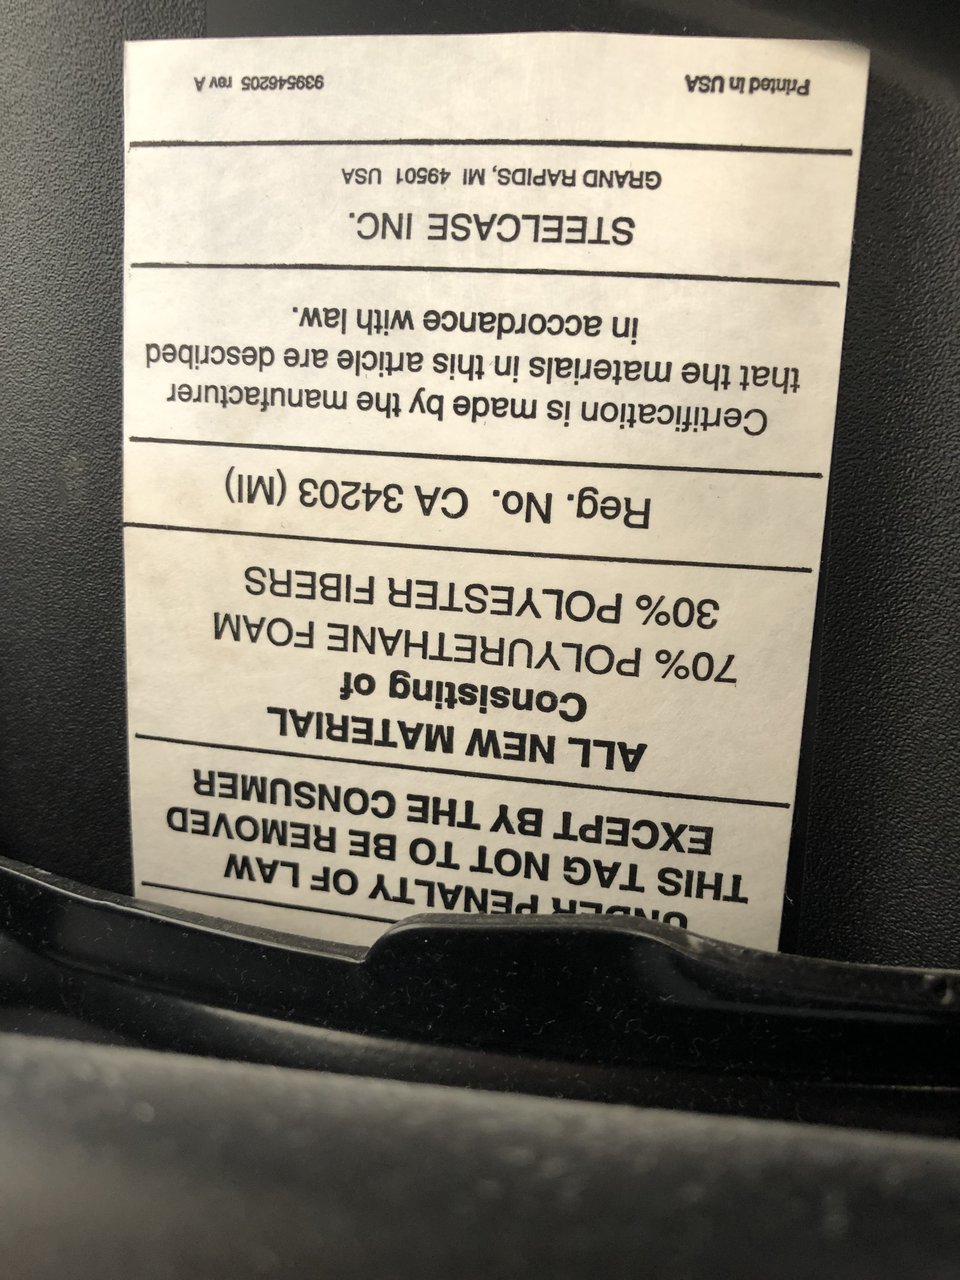 UNDER PENALTY OF LAW
THIS TAG NOT TO BE REMOVED
EXCEPT BY THE CONSUMER
ALL NEW MATERIAL
Consisting of
70% POLYURETHANE FOAM
30% POLYESTER FIBERS
Reg. No. CA 34203 (MI)
Certification is made by the manufacturer
that the materials in this article are described
in accordance with law.
STEELCASE INC.
GRAND RAPIDS, MI 49501 USA
Printed in USA 939546205 rev A